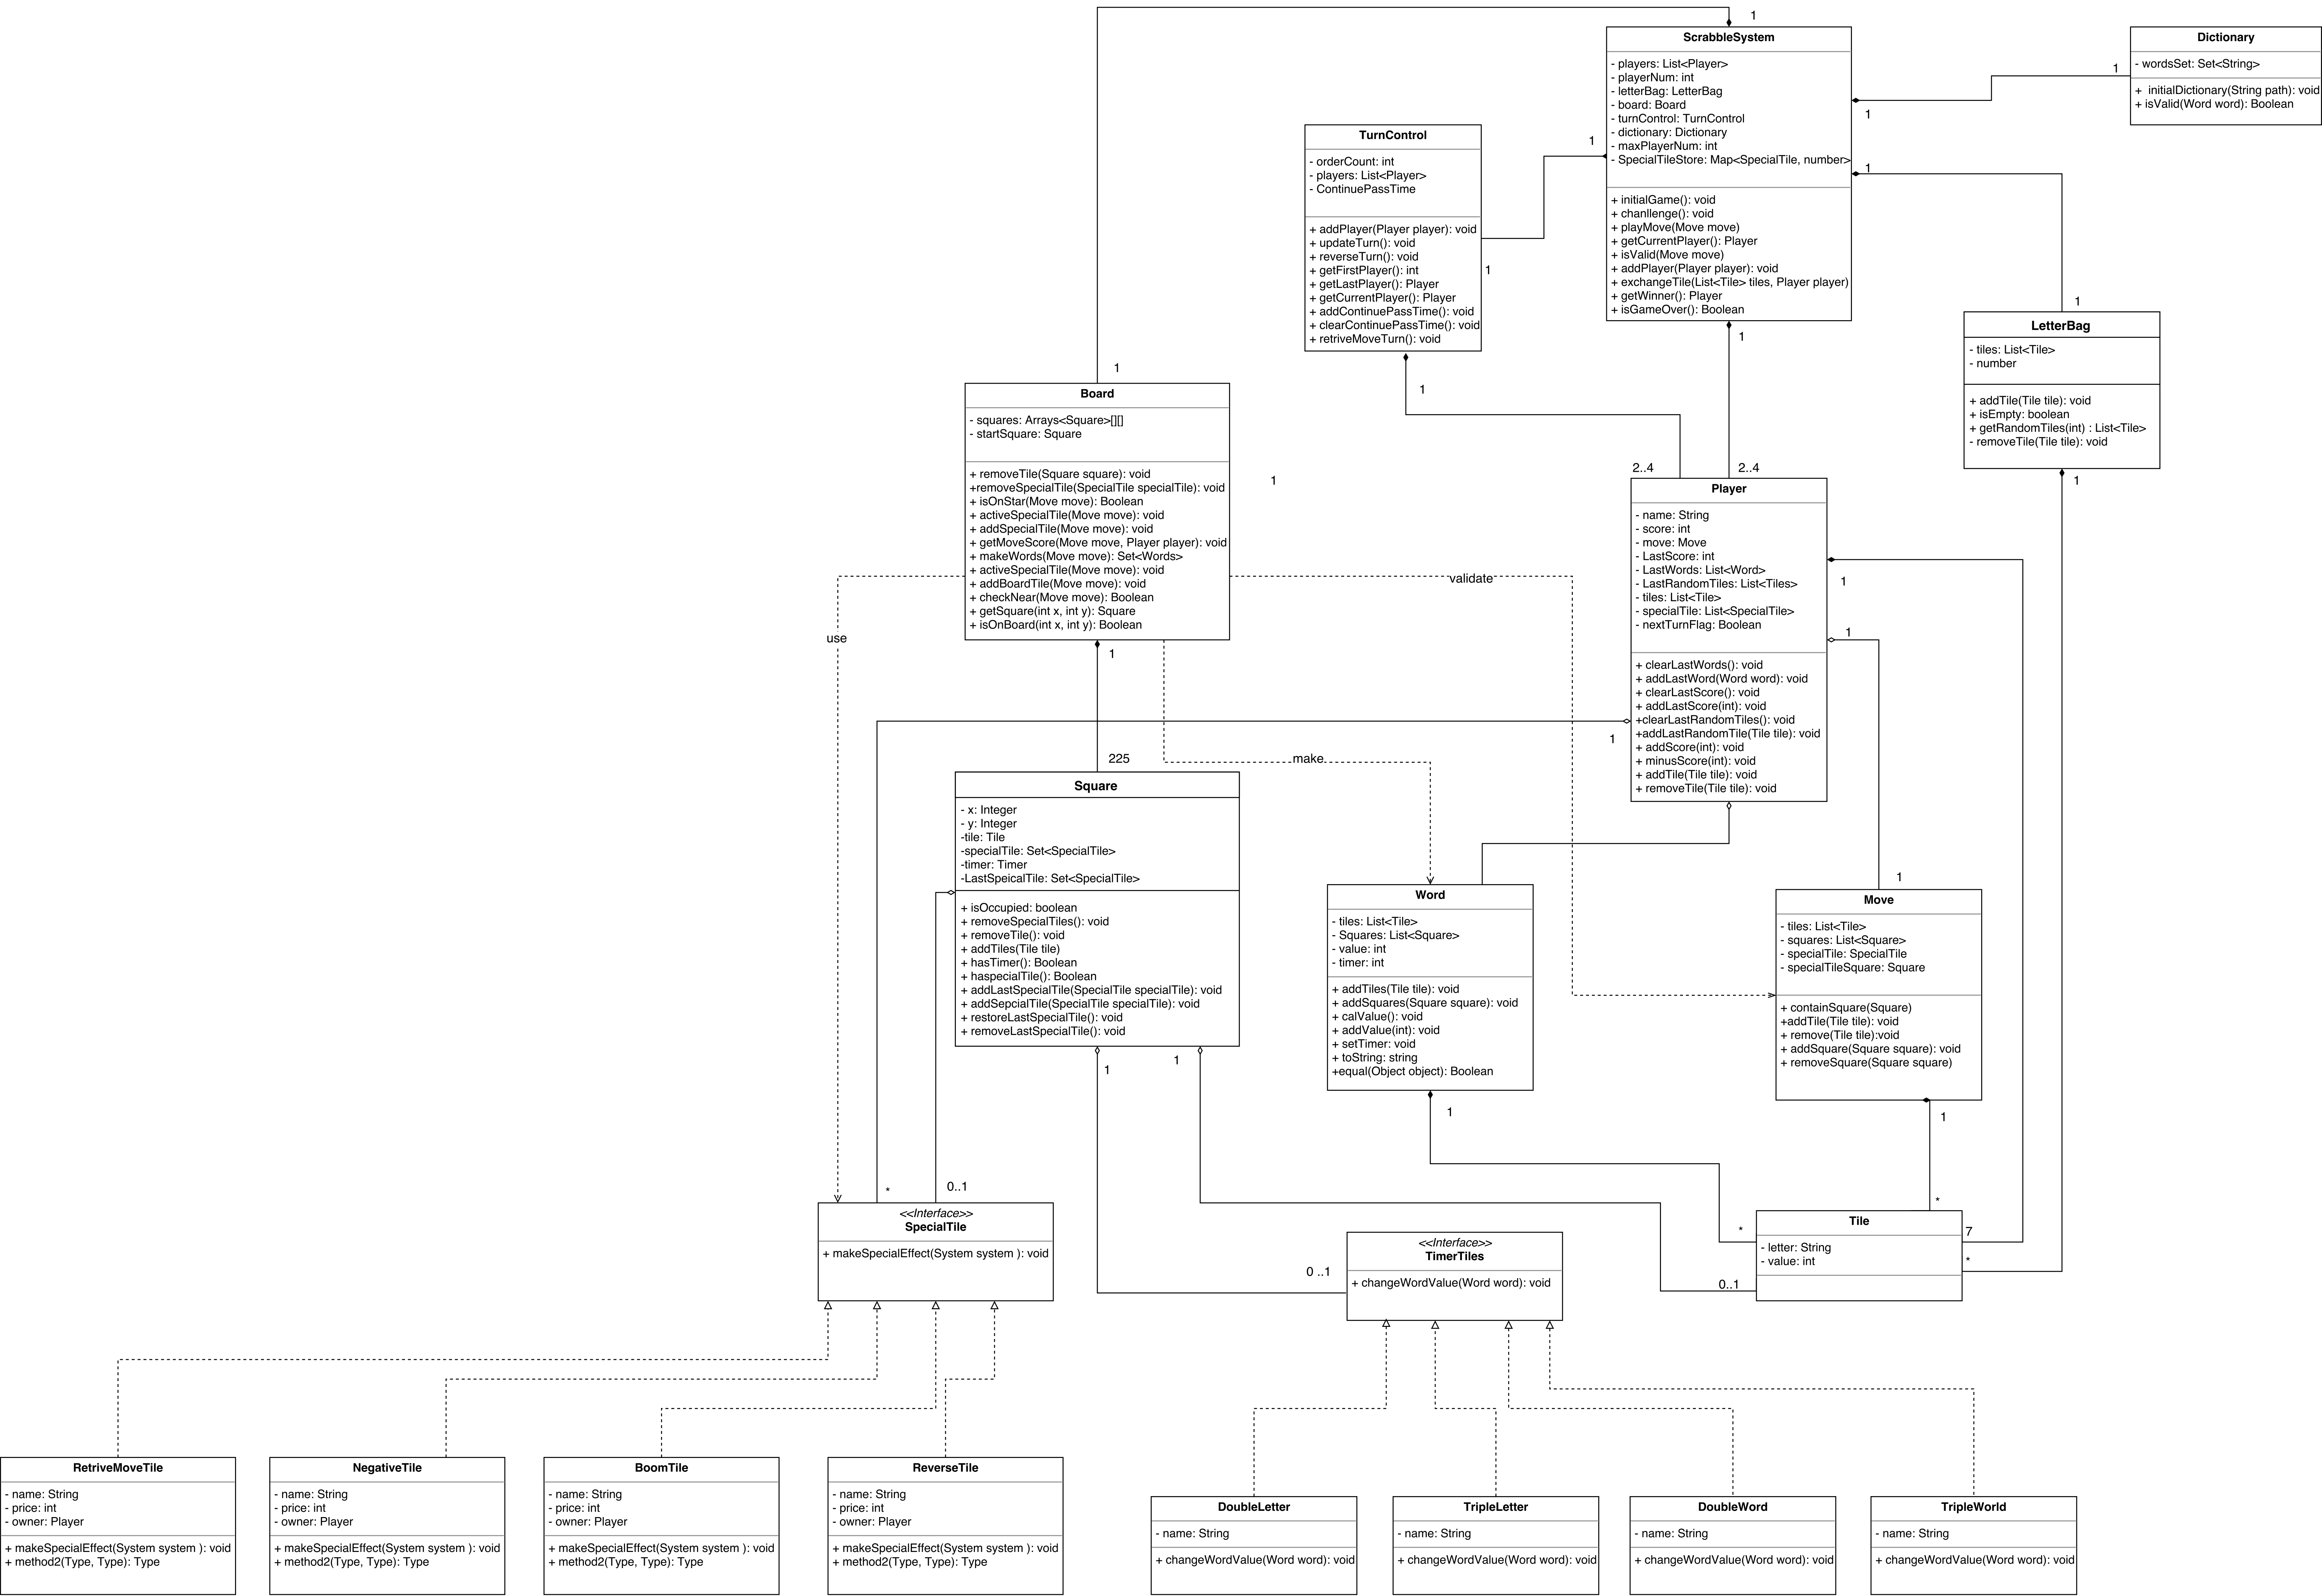 1
ScrabbleSystem
- players: List<Player>
- playerNum: int
- letterBag: LetterBag
- board: Board
- turnControl: TurnControl
- dictionary: Dictionary
- maxPlayerNum: int
- SpecialTileStore: Map<SpecialTile, number>
+ initialGame(): void
+ chanllenge(): void
+ playMove(Move move)
+ getCurrentPlayer(): Player
+ isValid(Move move)
+ addPlayer(Player player): void
+ exchangeTile(List<Tile> tiles, Player player)
+ getWinner(): Player
+ isGameOver(): Boolean
1
1
1
1
1
Dictionary
- wordsSet: Set<String>
+  initialDictionary(String path): void
+ isValid(Word word): Boolean
TurnControl
- orderCount: int
- players: List<Player>
- ContinuePassTime
+ addPlayer(Player player): void
+ updateTurn(): void
+ reverseTurn(): void
+ getFirstPlayer(): int
+ getLastPlayer(): Player
+ getCurrentPlayer(): Player
+ addContinuePassTime(): void
+ clearContinuePassTime(): void
+ retriveMoveTurn(): void
1
1
1
LetterBag
- tiles: List<Tile>
- number
+ addTile(Tile tile): void
+ isEmpty: boolean
+ getRandomTiles(int) : List<Tile>
- removeTile(Tile tile): void
1
1
Board
- squares: Arrays<Square>[][]
- startSquare: Square
+ removeTile(Square square): void
+removeSpecialTile(SpecialTile specialTile): void
+ isOnStar(Move move): Boolean
+ activeSpecialTile(Move move): void
+ addSpecialTile(Move move): void
+ getMoveScore(Move move, Player player): void
+ makeWords(Move move): Set<Words>
+ activeSpecialTile(Move move): void
+ addBoardTile(Move move): void
+ checkNear(Move move): Boolean
+ getSquare(int x, int y): Square
+ isOnBoard(int x, int y): Boolean
1
1
2..4
2..4
Player
- name: String
- score: int
- move: Move
- LastScore: int
- LastWords: List<Word>
- LastRandomTiles: List<Tiles>
- tiles: List<Tile>
- specialTile: List<SpecialTile>
- nextTurnFlag: Boolean
+ clearLastWords(): void
+ addLastWord(Word word): void
+ clearLastScore(): void
+ addLastScore(int): void
+clearLastRandomTiles(): void
+addLastRandomTile(Tile tile): void
+ addScore(int): void
+ minusScore(int): void
+ addTile(Tile tile): void
+ removeTile(Tile tile): void
1
1
1
validate
use
make
225
Square
- x: Integer
- y: Integer
-tile: Tile
-specialTile: Set<SpecialTile>
-timer: Timer
-LastSpeicalTile: Set<SpecialTile>
+ isOccupied: boolean
+ removeSpecialTiles(): void
+ removeTile(): void
+ addTiles(Tile tile)
+ hasTimer(): Boolean
+ haspecialTile(): Boolean
+ addLastSpecialTile(SpecialTile specialTile): void
+ addSepcialTile(SpecialTile specialTile): void
+ restoreLastSpecialTile(): void
+ removeLastSpecialTile(): void
1
1
Word
- tiles: List<Tile>
- Squares: List<Square>
- value: int
- timer: int
+ addTiles(Tile tile): void
+ addSquares(Square square): void
+ calValue(): void
+ addValue(int): void
+ setTimer: void
+ toString: string
+equal(Object object): Boolean
1
1
Move
- tiles: List<Tile>
- squares: List<Square>
- specialTile: SpecialTile
- specialTileSquare: Square
+ containSquare(Square)
+addTile(Tile tile): void
+ remove(Tile tile):void
+ addSquare(Square square): void
+ removeSquare(Square square)
1
*
0..1
<<Interface>>
SpecialTile
+ makeSpecialEffect(System system ): void
0 ..1
<<Interface>>
TimerTiles
+ changeWordValue(Word word): void
*
*
7
*
0..1
Tile
- letter: String
- value: int
RetriveMoveTile
- name: String
- price: int
- owner: Player
+ makeSpecialEffect(System system ): void
+ method2(Type, Type): Type
NegativeTile
- name: String
- price: int
- owner: Player
+ makeSpecialEffect(System system ): void
+ method2(Type, Type): Type
BoomTile
- name: String
- price: int
- owner: Player
+ makeSpecialEffect(System system ): void
+ method2(Type, Type): Type
ReverseTile
- name: String
- price: int
- owner: Player
+ makeSpecialEffect(System system ): void
+ method2(Type, Type): Type
DoubleLetter
- name: String
+ changeWordValue(Word word): void
TripleLetter
- name: String
+ changeWordValue(Word word): void
DoubleWord
- name: String
+ changeWordValue(Word word): void
TripleWorld
- name: String
+ changeWordValue(Word word): void